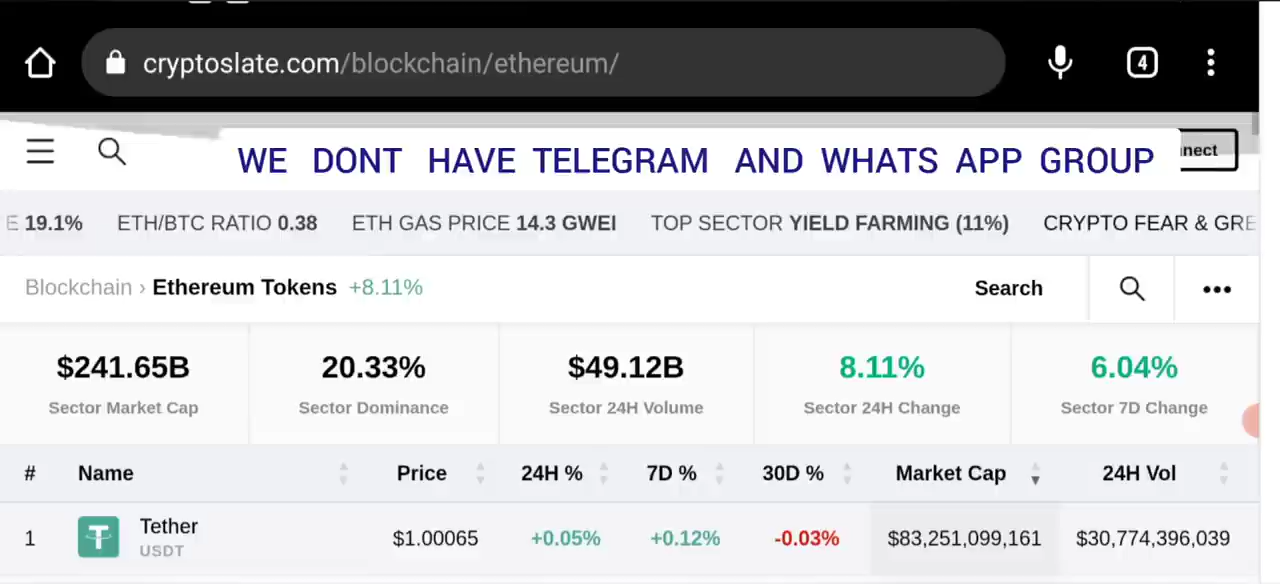 cryptoslate.com/blockchain/ethereum/
4
WE DONT HAVE TELEGRAM AND WHATS APP GROUP
19.1% ETH/BTC RATIO 0.38 ETH GAS PRICE 14.3 GWEI TOP SECTOR YIELD FARMING (11%) CRYPTO FEAR & GRE
Blockchain › Ethereum Tokens +8.11% Search
$241.65B 20.33% $49.12B 8.11% 6.04%
Sector Market Cap Sector Dominance Sector 24H Volume Sector 24H Change Sector 7D Change
# Name Price 24H % 7D % 30D % Market Cap 24H Vol
1 Tether $1.00065 +0.05% +0.12% -0.03% $83,251,099,161 $30,774,396,039
USDT